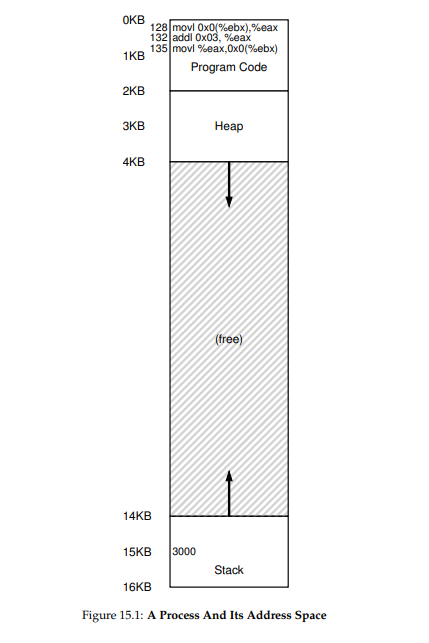 0KB
128 movl 0x0(%ebx),%eax
132 addl 0x03, %eax
135 movl %eax,0x0(%ebx)
1KB
Program Code
2KB
3KB
Heap
4KB
(free)
14KB
15KB
3000
Stack
16KB
Figure 15.1: A Process And Its Address Space